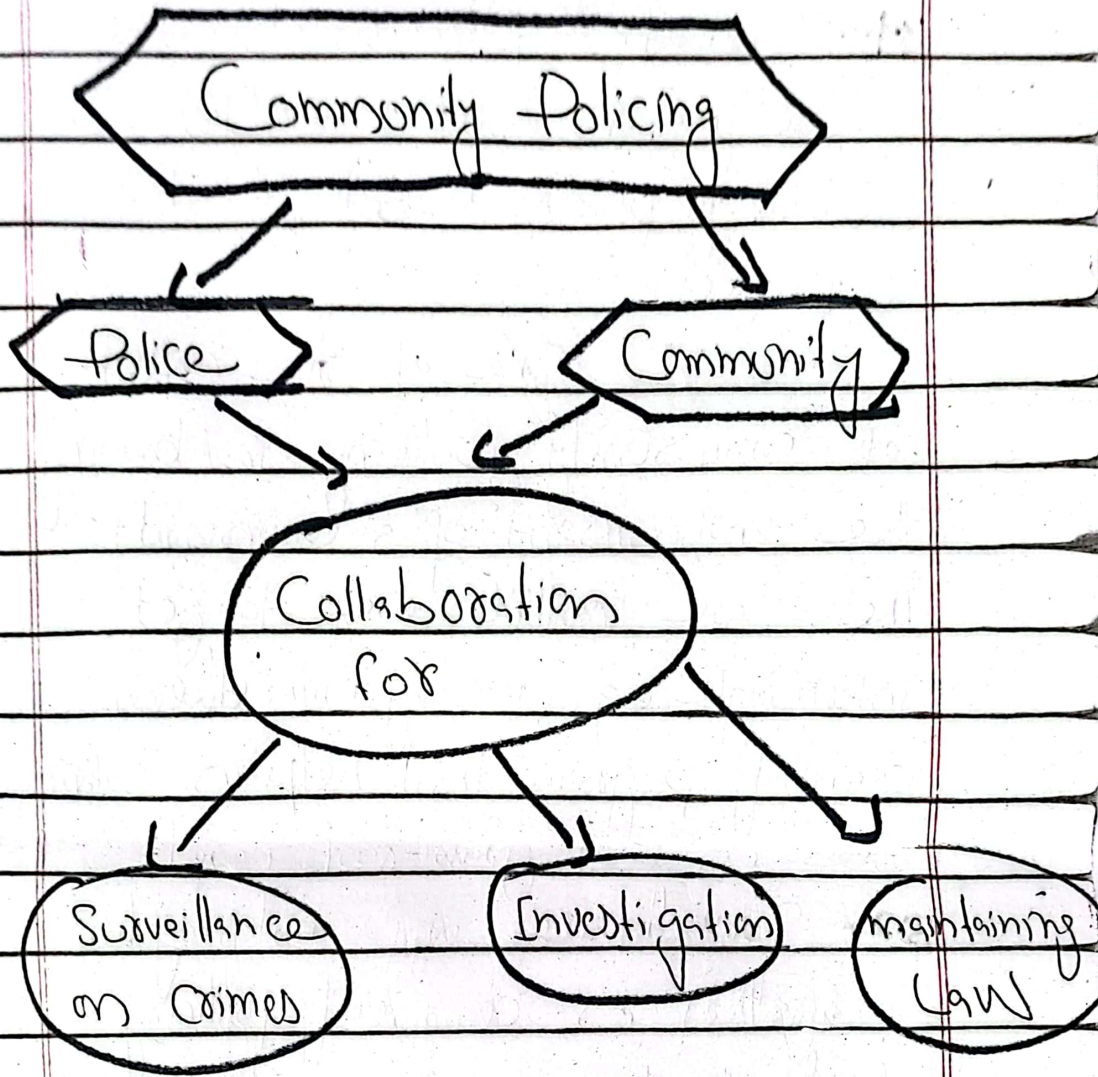 Community Policing
Police
Community
Collaboration
for
Surveillance
on Crimes
Investigation
maintaining
Law